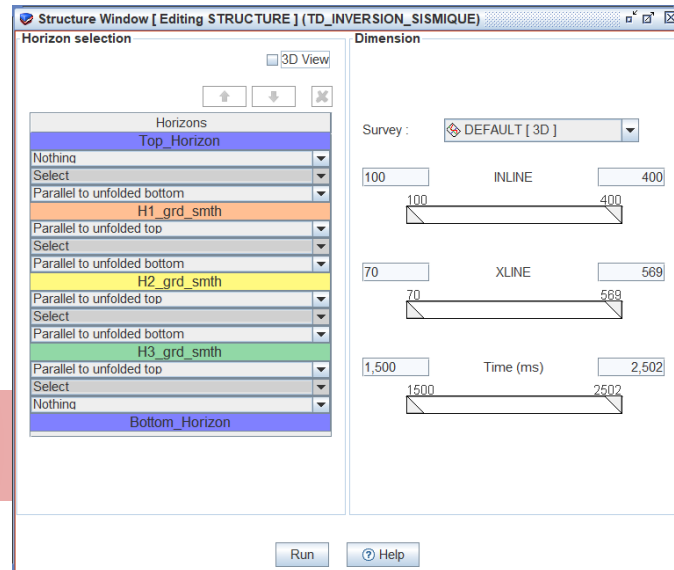 Structure Window [ Editing STRUCTURE ] (TD_INVERSION_SISMIQUE)
Horizon selection
3D View
Horizons
Top_Horizon
Nothing
Select
Parallel to unfolded bottom
H1_grd_smth
Parallel to unfolded top
Select
Parallel to unfolded bottom
H2_grd_smth
Parallel to unfolded top
Select
Parallel to unfolded bottom
H3_grd_smth
Parallel to unfolded top
Select
Nothing
Bottom_Horizon
Dimension
Survey : DEFAULT [ 3D ]
100 INLINE 400
100 400
70 XLINE 569
70 569
1,500 Time (ms) 2,502
1500 2502
Run ? Help